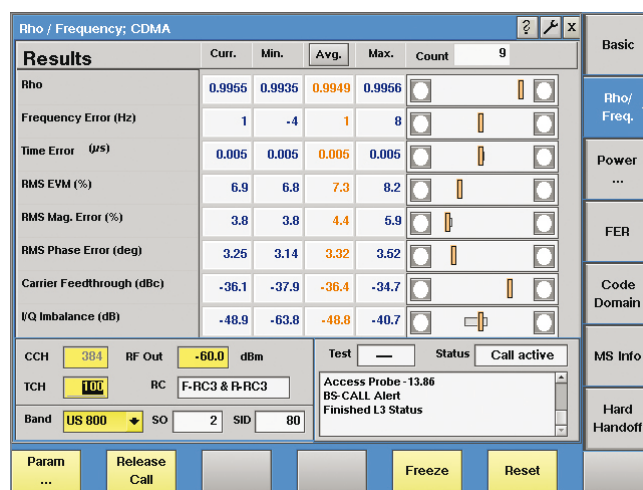 Rho / Frequency; CDMA ? x
Results Curr. Min. Avg. Max. Count 9
Rho 0.9955 0.9935 0.9949 0.9956
Frequency Error (Hz) 1 -4 1 8
Time Error (µs) 0.005 0.005 0.005 0.005
RMS EVM (%) 6.9 6.8 7.3 8.2
RMS Mag. Error (%) 3.8 3.8 4.4 5.9
RMS Phase Error (deg) 3.25 3.14 3.32 3.52
Carrier Feedthrough (dBc) -36.1 -37.9 -36.4 -34.7
I/Q Imbalance (dB) -48.9 -63.8 -48.8 -40.7
CCH 384 RF Out -60.0 dBm
TCH 100 RC F-RC3 & R-RC3
Band US 800 SO 2 SID 80
Test — Status Call active
Access Probe -13.86
BS-CALL Alert
Finished L3 Status
Param
...
Release
Call
Freeze
Reset
Basic
Rho/
Freq.
Power
...
FER
Code
Domain
MS Info
Hard
Handoff